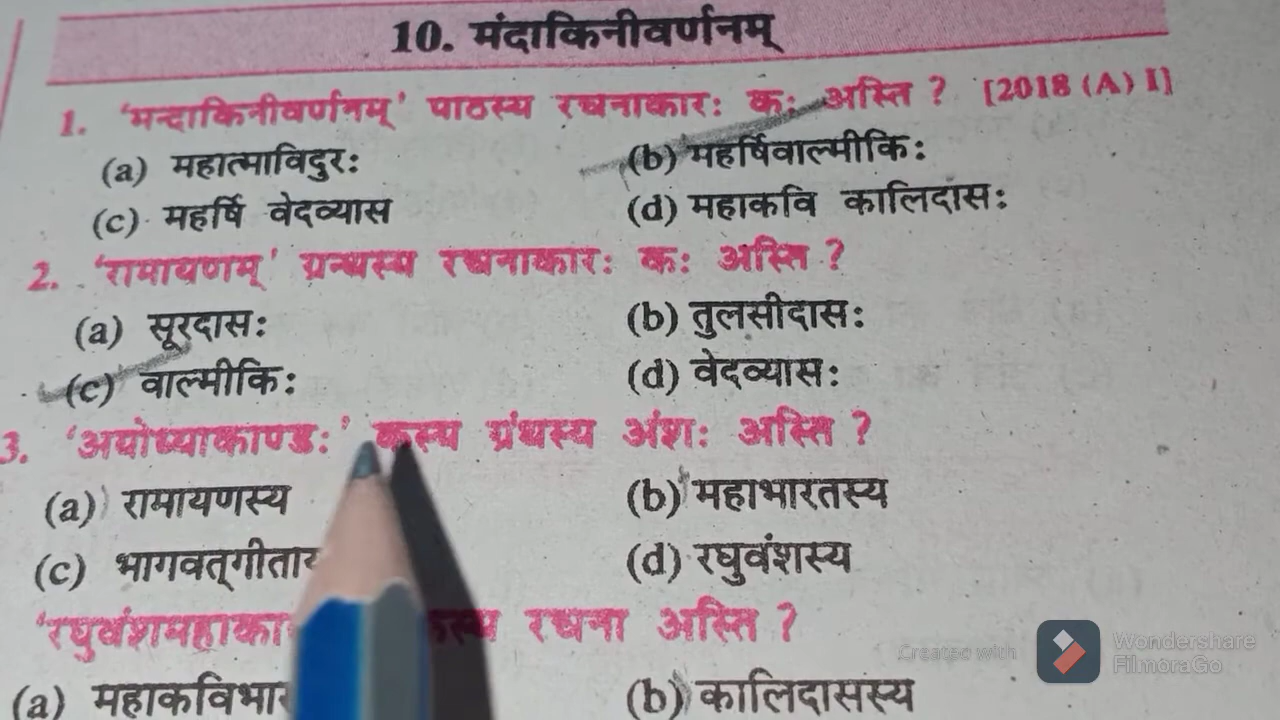 10. मंदाकिनीवर्णनम्
1. 'मन्दाकिनीवर्णनम्' पाठस्य रचनाकारः कः अस्ति ? [2018 (A) I]
(a) महात्माविदुरः (b) महर्षिवाल्मीकिः
(c) महर्षि वेदव्यास (d) महाकवि कालिदासः
2. 'रामायणम्' ग्रन्थस्य रचनाकारः कः अस्ति ?
(a) सूरदासः (b) तुलसीदासः
(c) वाल्मीकिः (d) वेदव्यासः
3. 'अयोध्याकाण्डः' कस्य ग्रंथस्य अंशः अस्ति ?
(a) रामायणस्य (b) महाभारतस्य
(c) (d) रघुवंशस्य
रचना अस्ति ?
(a) (b) कालिदासस्य
Created with Wondershare
FilmoraGo